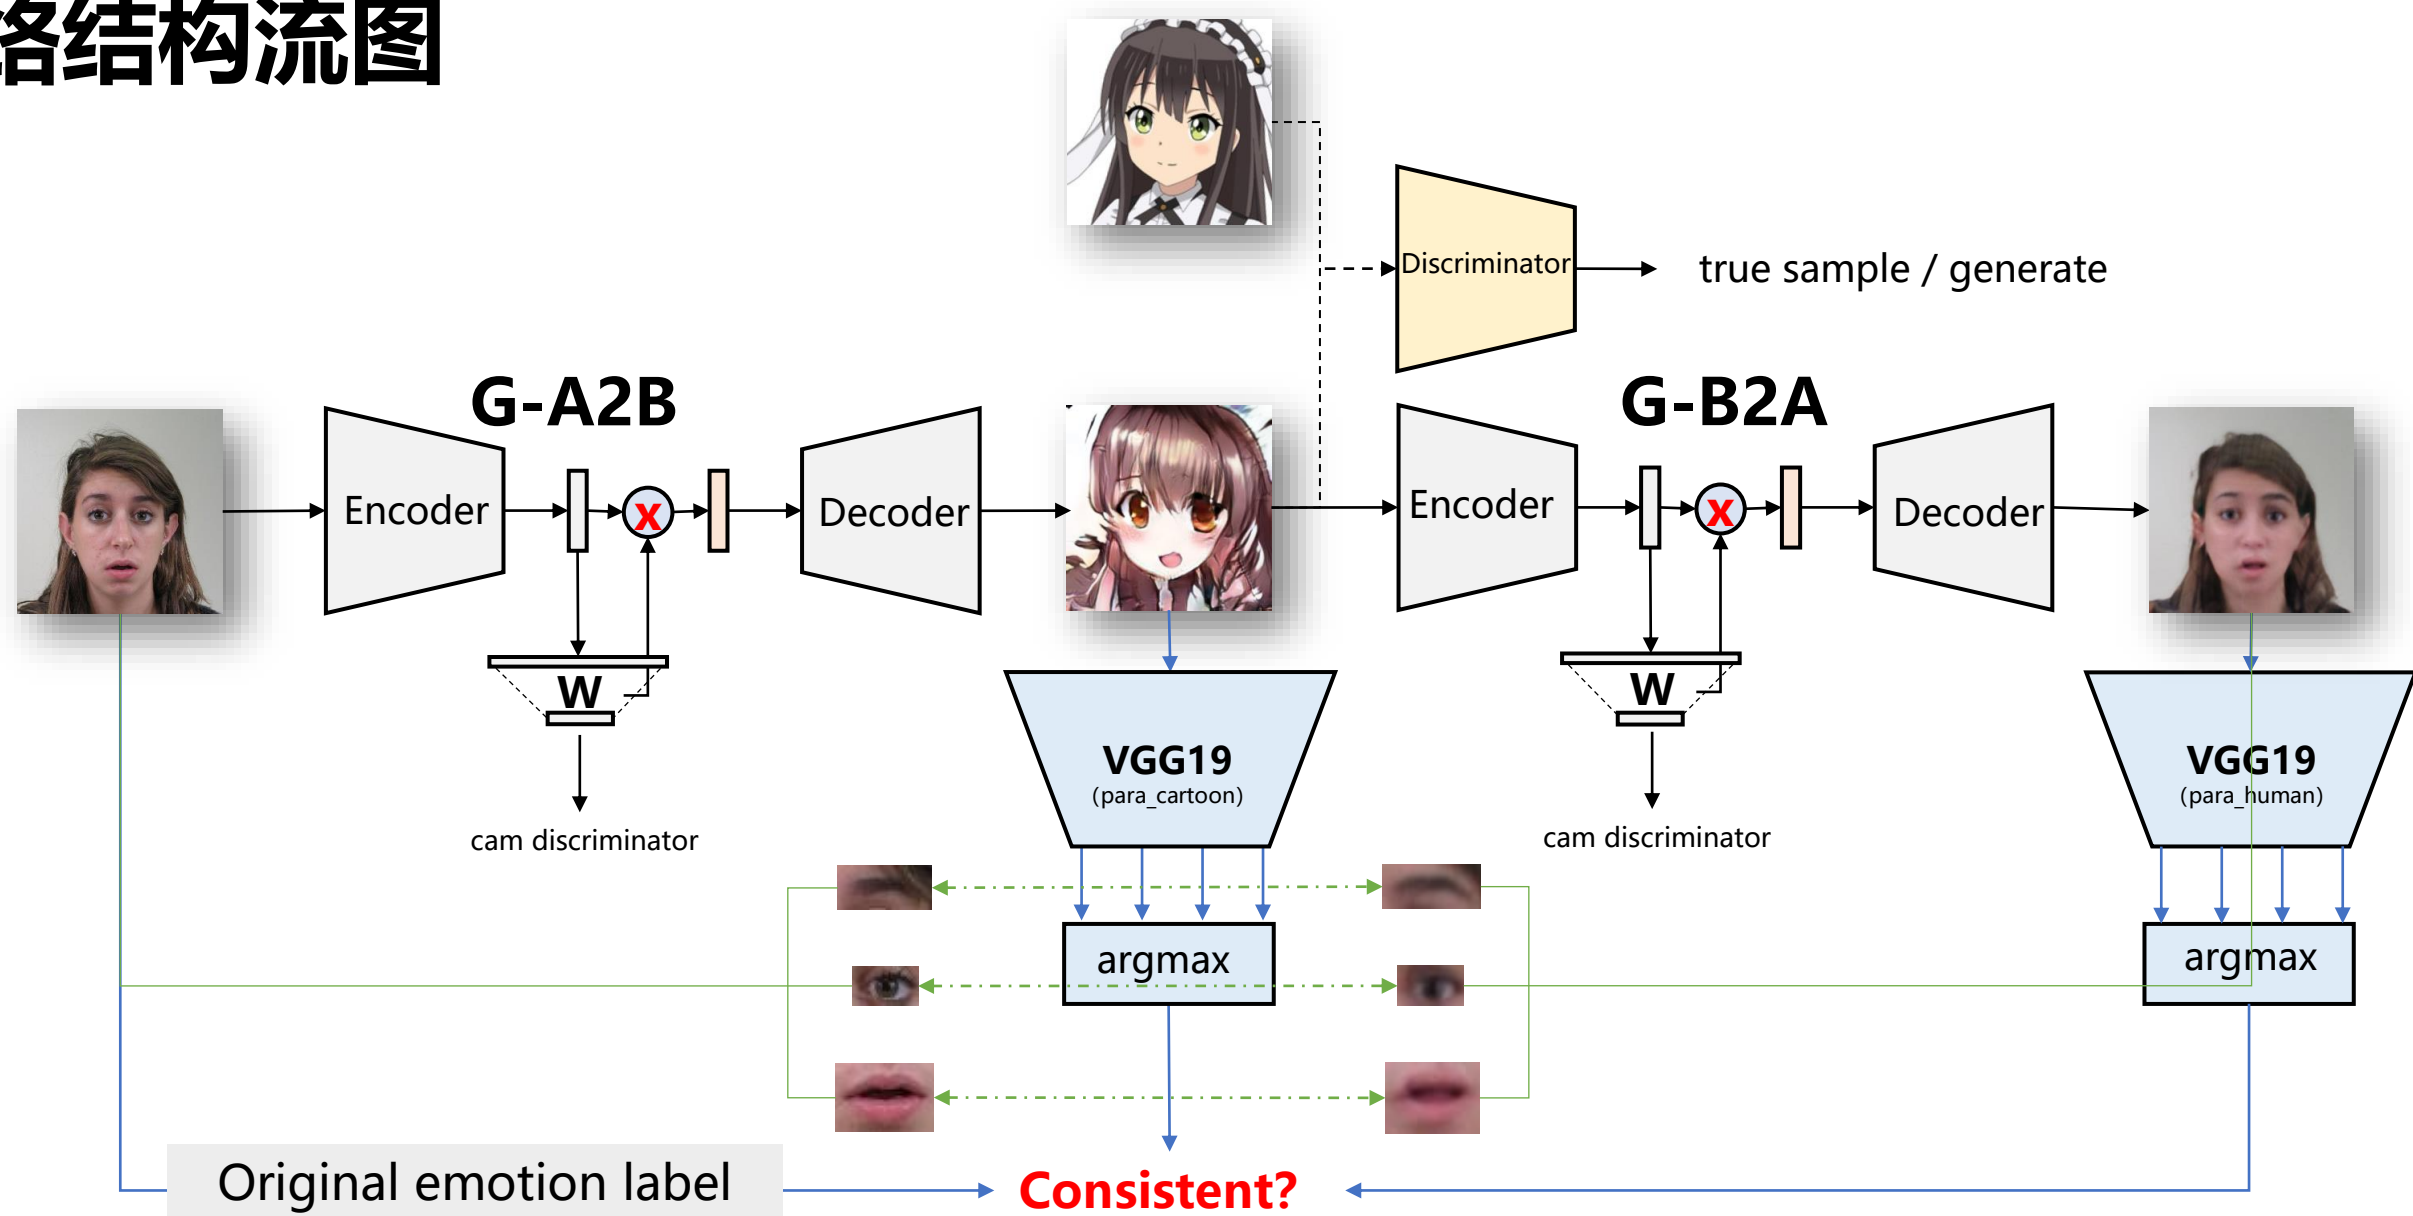 络结构流图
Discriminator
true sample / generate
G-A2B
G-B2A
Encoder
x
Decoder
Encoder
x
Decoder
W
W
VGG19
(para_cartoon)
VGG19
(para_human)
cam discriminator
cam discriminator
argmax
argmax
Original emotion label
Consistent?